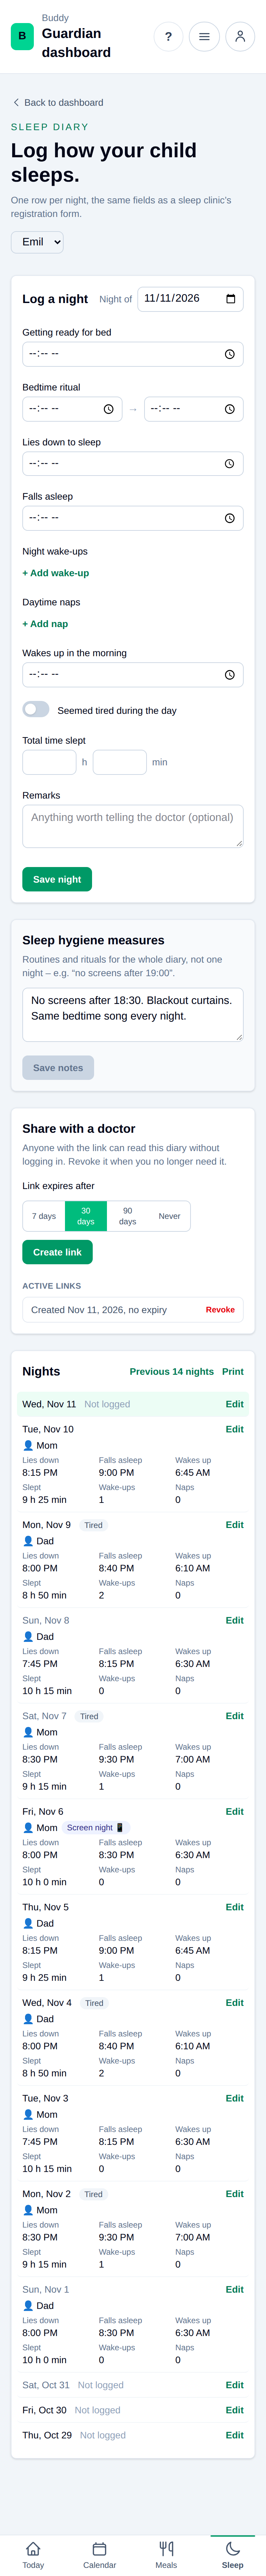 B
Buddy
Guardian
dashboard
?
Back to dashboard
SLEEP DIARY
Log how your child
sleeps.
One row per night, the same fields as a sleep clinic's
registration form.
Emil
Log a night Night of 11/11/2026
Getting ready for bed
--:-- --
Bedtime ritual
--:-- -- → --:-- --
Lies down to sleep
--:-- --
Falls asleep
--:-- --
Night wake-ups
+ Add wake-up
Daytime naps
+ Add nap
Wakes up in the morning
--:-- --
Seemed tired during the day
Total time slept
h min
Remarks
Anything worth telling the doctor (optional)
Save night
Sleep hygiene measures
Routines and rituals for the whole diary, not one
night – e.g. "no screens after 19:00".
No screens after 18:30. Blackout curtains.
Same bedtime song every night.
Save notes
Share with a doctor
Anyone with the link can read this diary without
logging in. Revoke it when you no longer need it.
Link expires after
7 days 30 days 90 days Never
Create link
ACTIVE LINKS
Created Nov 11, 2026, no expiry Revoke
Nights Previous 14 nights Print
Wed, Nov 11 Not logged Edit
Tue, Nov 10 Edit
👤 Mom
Lies down Falls asleep Wakes up
8:15 PM 9:00 PM 6:45 AM
Slept Wake-ups Naps
9 h 25 min 1 0
Mon, Nov 9 Tired Edit
👤 Dad
Lies down Falls asleep Wakes up
8:00 PM 8:40 PM 6:10 AM
Slept Wake-ups Naps
8 h 50 min 2 0
Sun, Nov 8 Edit
👤 Dad
Lies down Falls asleep Wakes up
7:45 PM 8:15 PM 6:30 AM
Slept Wake-ups Naps
10 h 15 min 0 0
Sat, Nov 7 Tired Edit
👤 Mom
Lies down Falls asleep Wakes up
8:30 PM 9:30 PM 7:00 AM
Slept Wake-ups Naps
9 h 15 min 1 0
Fri, Nov 6 Edit
👤 Mom Screen night 📱
Lies down Falls asleep Wakes up
8:00 PM 8:30 PM 6:30 AM
Slept Wake-ups Naps
10 h 0 min 0 0
Thu, Nov 5 Edit
👤 Dad
Lies down Falls asleep Wakes up
8:15 PM 9:00 PM 6:45 AM
Slept Wake-ups Naps
9 h 25 min 1 0
Wed, Nov 4 Tired Edit
👤 Dad
Lies down Falls asleep Wakes up
8:00 PM 8:40 PM 6:10 AM
Slept Wake-ups Naps
8 h 50 min 2 0
Tue, Nov 3 Edit
👤 Mom
Lies down Falls asleep Wakes up
7:45 PM 8:15 PM 6:30 AM
Slept Wake-ups Naps
10 h 15 min 0 0
Mon, Nov 2 Tired Edit
👤 Mom
Lies down Falls asleep Wakes up
8:30 PM 9:30 PM 7:00 AM
Slept Wake-ups Naps
9 h 15 min 1 0
Sun, Nov 1 Edit
👤 Dad
Lies down Falls asleep Wakes up
8:00 PM 8:30 PM 6:30 AM
Slept Wake-ups Naps
10 h 0 min 0 0
Sat, Oct 31 Not logged Edit
Fri, Oct 30 Not logged Edit
Thu, Oct 29 Not logged Edit
Today Calendar Meals Sleep